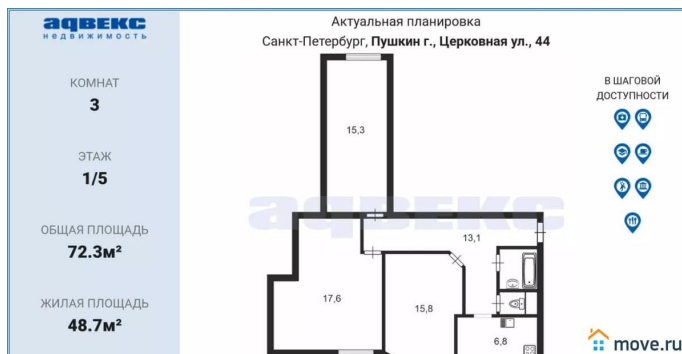 адвекс
недвижимость
КОМНАТ
3
ЭТАЖ
1/5
ОБЩАЯ ПЛОЩАДЬ
72.3м²
ЖИЛАЯ ПЛОЩАДЬ
48.7м²
Актуальная планировка
Санкт-Петербург, Пушкин г., Церковная ул., 44
15,3
адвекс
13,1
17,6
15,8
6,8
В ШАГОВОЙ
ДОСТУПНОСТИ
move.ru